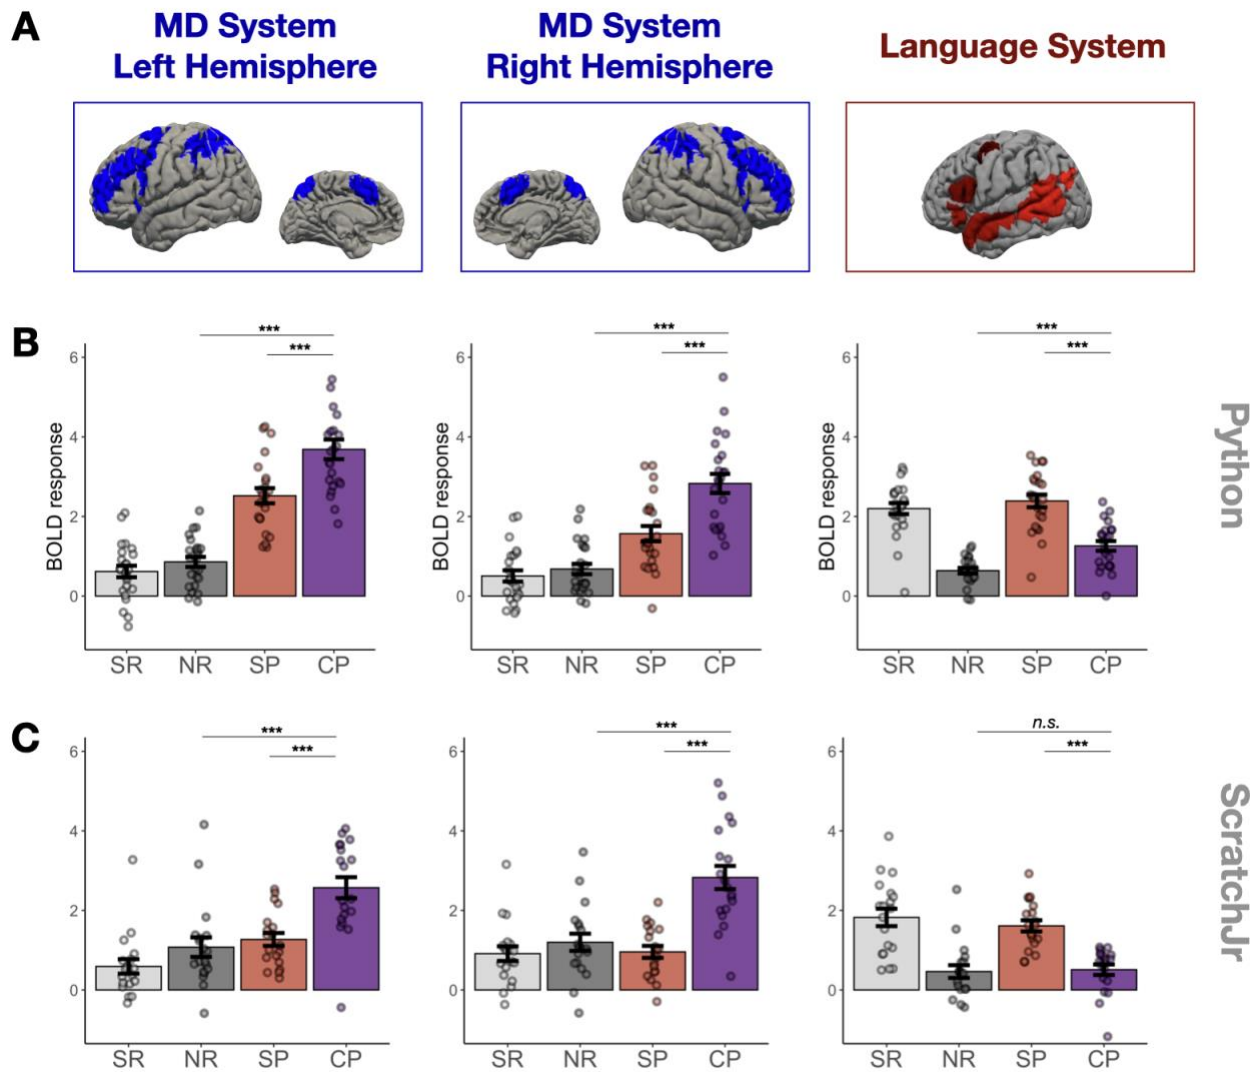 A
MD System
Left Hemisphere
MD System
Right Hemisphere
Language System
B
***
***
6
4
2
0
BOLD response
SR NR SP CP
***
***
6
4
2
0
BOLD response
SR NR SP CP
***
***
6
4
2
0
BOLD response
SR NR SP CP
Python
C
***
***
6
4
2
0
SR NR SP CP
***
***
6
4
2
0
SR NR SP CP
n.s.
***
6
4
2
0
SR NR SP CP
ScratchJr